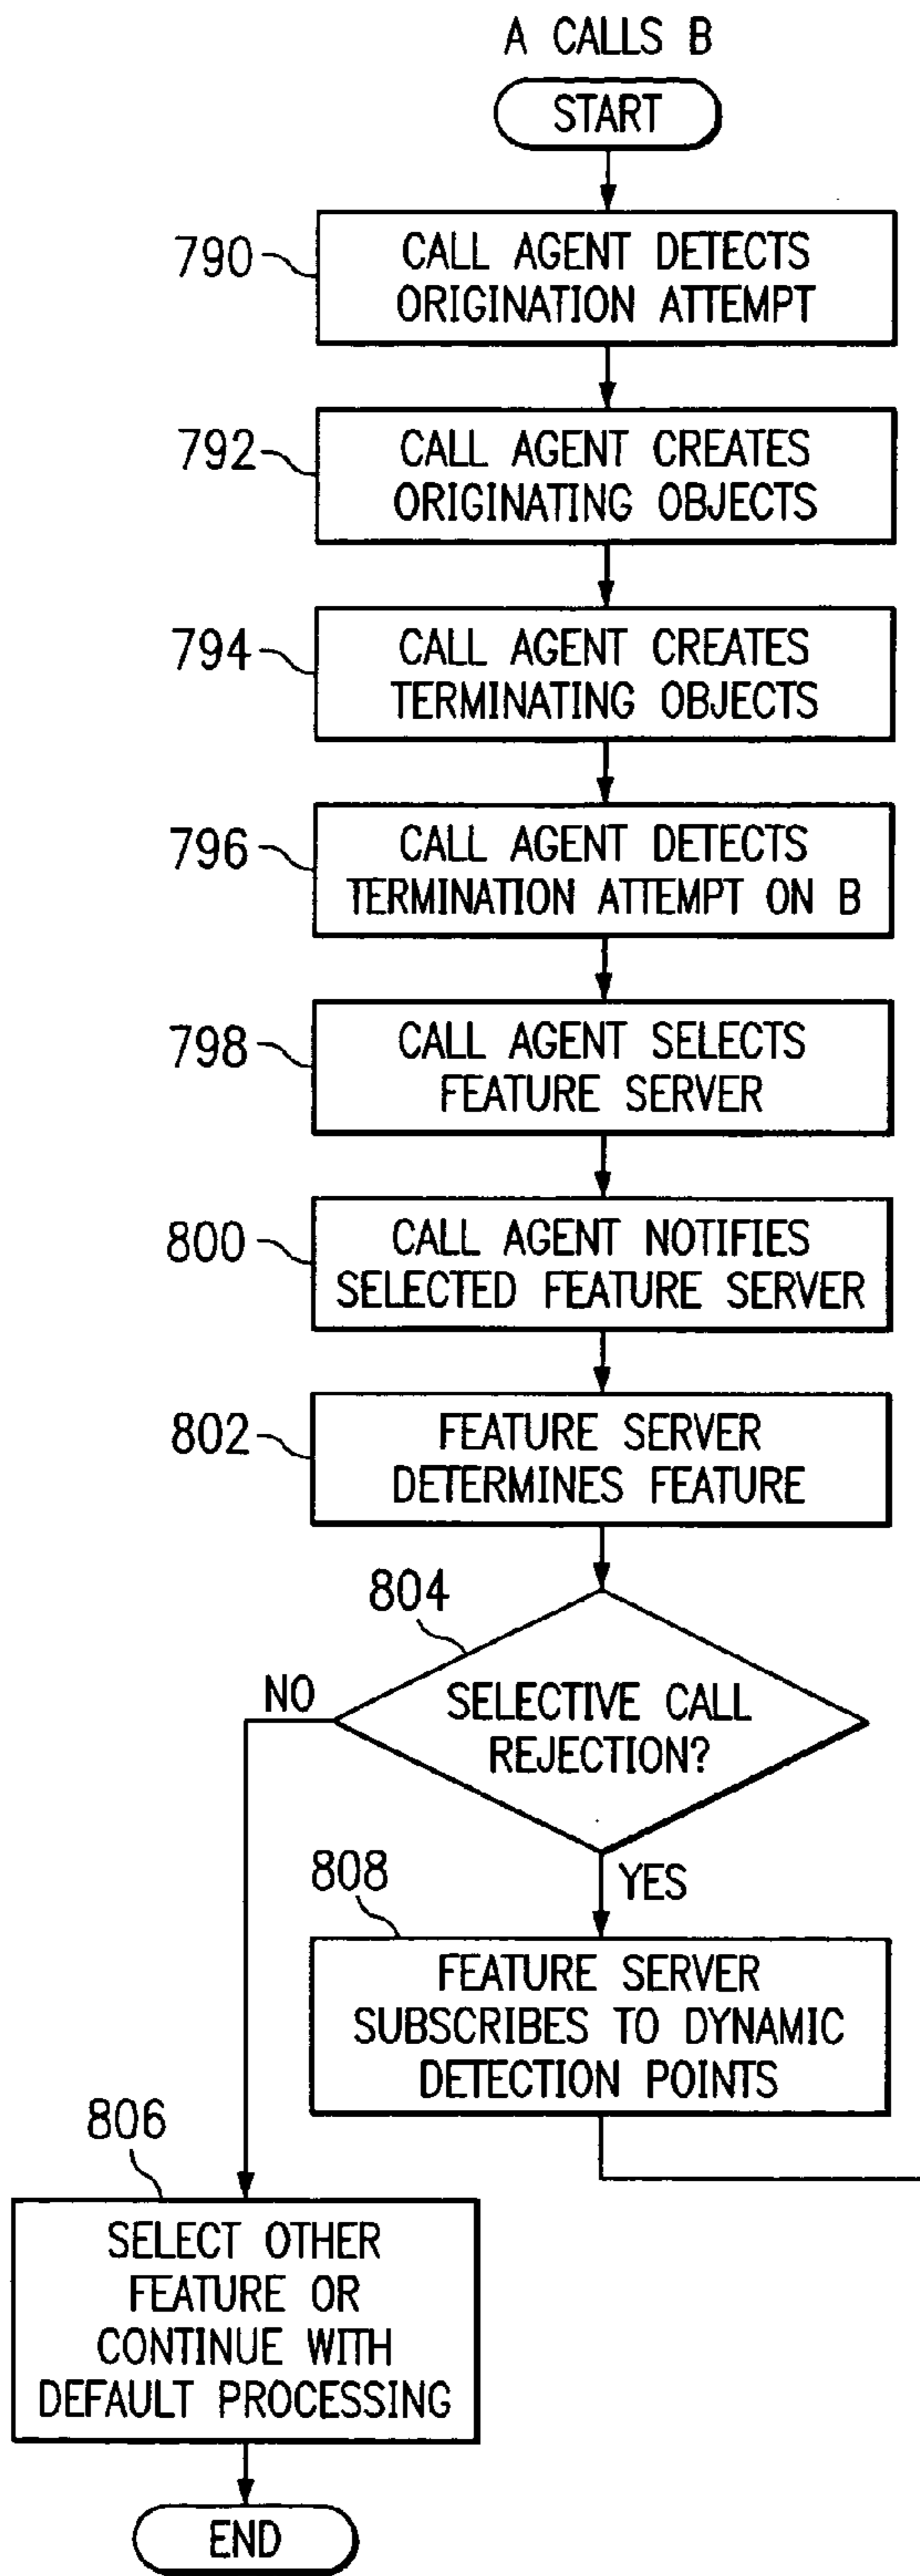 A CALLS B
START
790
CALL AGENT DETECTS
ORIGINATION ATTEMPT
792
CALL AGENT CREATES
ORIGINATING OBJECTS
794
CALL AGENT CREATES
TERMINATING OBJECTS
796
CALL AGENT DETECTS
TERMINATION ATTEMPT ON B
798
CALL AGENT SELECTS
FEATURE SERVER
800
CALL AGENT NOTIFIES
SELECTED FEATURE SERVER
802
FEATURE SERVER
DETERMINES FEATURE
804
SELECTIVE CALL
REJECTION?
NO
YES
808
FEATURE SERVER
SUBSCRIBES TO DYNAMIC
DETECTION POINTS
806
SELECT OTHER
FEATURE OR
CONTINUE WITH
DEFAULT PROCESSING
END